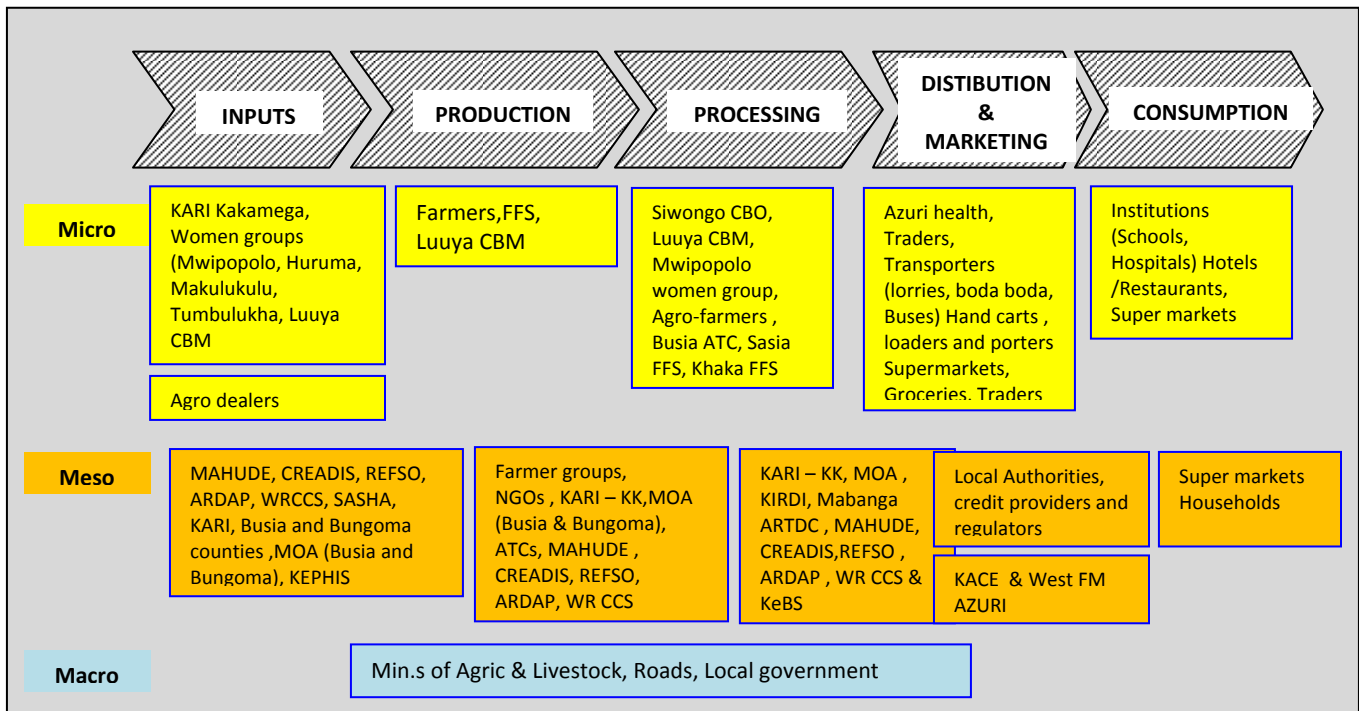 INPUTS
PRODUCTION
PROCESSING
DISTIBUTION
&
MARKETING
CONSUMPTION
Micro
KARI Kakamega,
Women groups
(Mwipopolo, Huruma,
Makulukulu,
Tumbulukha, Luuya
CBM
Agro dealers
Farmers,FFS,
Luuya CBM
Siwongo CBO,
Luuya CBM,
Mwipopolo
women group,
Agro-farmers ,
Busia ATC, Sasia
FFS, Khaka FFS
Azuri health,
Traders,
Transporters
(lorries, boda boda,
Buses) Hand carts ,
loaders and porters
Supermarkets,
Groceries, Traders
Institutions
(Schools,
Hospitals) Hotels
/Restaurants,
Super markets
Meso
MAHUDE, CREADIS, REFSO,
ARDAP, WRCCS, SASHA,
KARI, Busia and Bungoma
counties ,MOA (Busia and
Bungoma), KEPHIS
Farmer groups,
NGOs , KARI – KK,MOA
(Busia & Bungoma),
ATCs, MAHUDE ,
CREADIS, REFSO,
ARDAP, WR CCS
KARI – KK, MOA ,
KIRDI, Mabanga
ARTDC , MAHUDE,
CREADIS,REFSO ,
ARDAP , WR CCS &
KeBS
Local Authorities,
credit providers and
regulators
KACE & West FM
AZURI
Super markets
Households
Macro
Min.s of Agric & Livestock, Roads, Local government